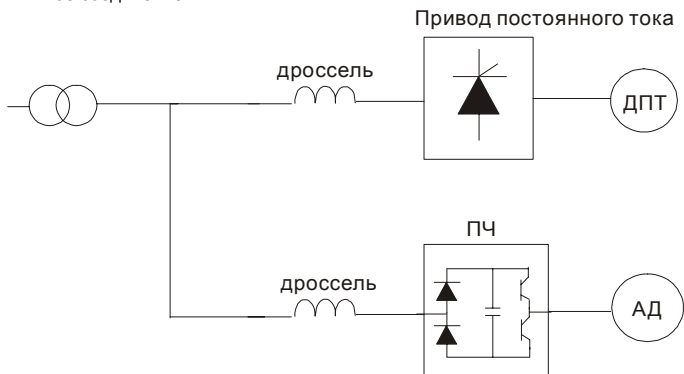 Привод постоянного тока
дроссель
ДПТ
ПЧ
дроссель
АД